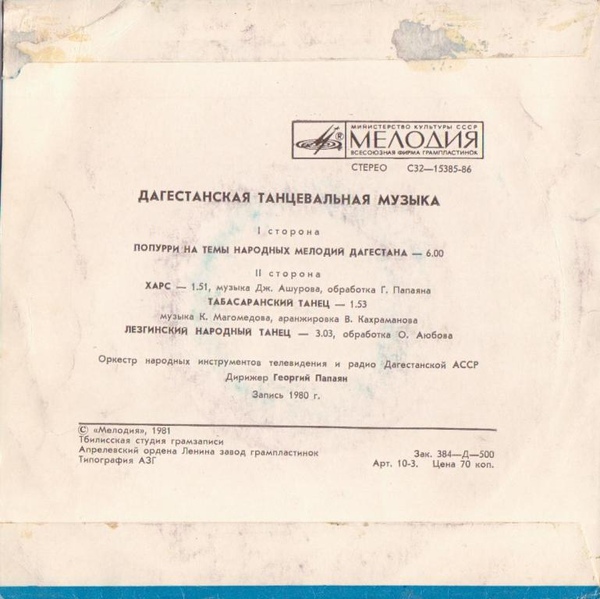 МИНИСТЕРСТВО КУЛЬТУРЫ СССР
®
МЕЛОДИЯ
ВСЕСОЮЗНАЯ ФИРМА ГРАМПЛАСТИНОК
СТЕРЕО С32—15385-86
ДАГЕСТАНСКАЯ ТАНЦЕВАЛЬНАЯ МУЗЫКА
I сторона
ПОПУРРИ НА ТЕМЫ НАРОДНЫХ МЕЛОДИЙ ДАГЕСТАНА — 6.00
II сторона
ХАРС — 1.51, музыка Дж. Ашурова, обработка Г. Папаяна
ТАБАСАРАНСКИЙ ТАНЕЦ — 1.53
музыка К. Магомедова, аранжировка В. Кахраманова
ЛЕЗГИНСКИЙ НАРОДНЫЙ ТАНЕЦ — 3.03, обработка О. Аюбова
Оркестр народных инструментов телевидения и радио Дагестанской АССР
Дирижер Георгий Папаян
Запись 1980 г.
© «Мелодия», 1981
Тбилисская студия грамзаписи
Апрелевский ордена Ленина завод грампластинок
Типография АЗГ
Зак. 384—Д—500
Арт. 10-3. Цена 70 коп.